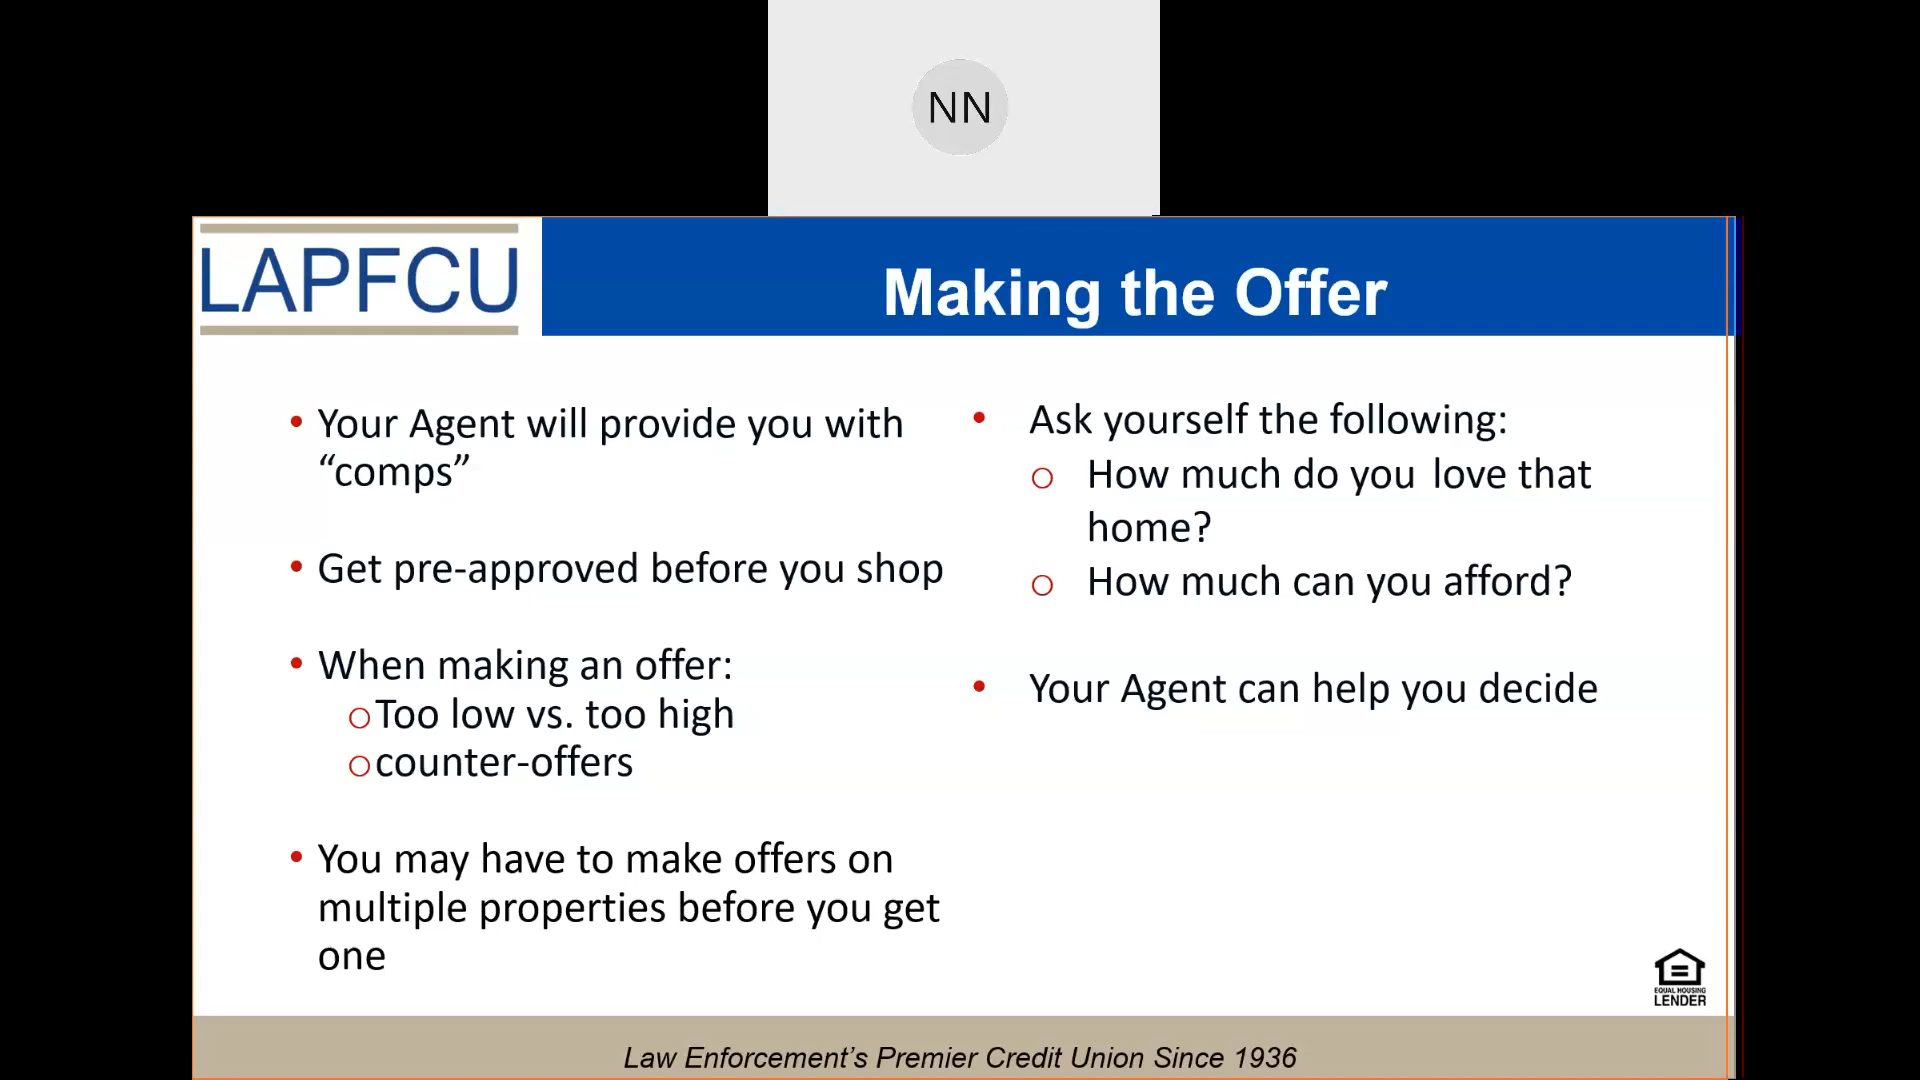 NN
LAPFCU
Making the Offer
• Your Agent will provide you with
“comps”
• Get pre-approved before you shop
• When making an offer:
o Too low vs. too high
o counter-offers
• You may have to make offers on
multiple properties before you get
one
• Ask yourself the following:
o How much do you love that
home?
o How much can you afford?
• Your Agent can help you decide
EQUAL HOUSING
LENDER
Law Enforcement’s Premier Credit Union Since 1936